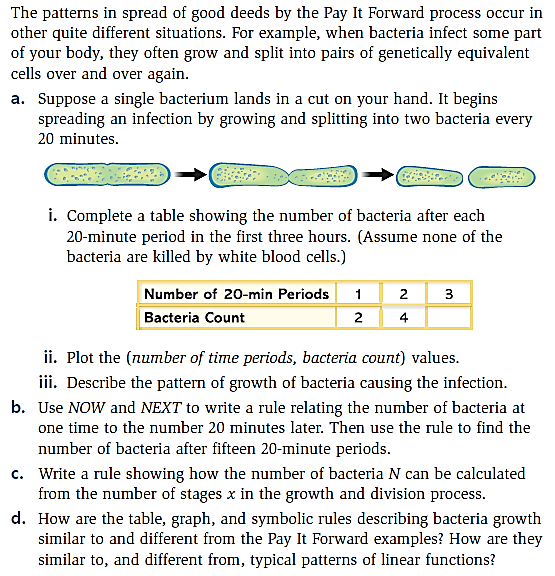 The patterns in spread of good deeds by the Pay It Forward process occur in
other quite different situations. For example, when bacteria infect some part
of your body, they often grow and split into pairs of genetically equivalent
cells over and over again.
a. Suppose a single bacterium lands in a cut on your hand. It begins
spreading an infection by growing and splitting into two bacteria every
20 minutes.
i. Complete a table showing the number of bacteria after each
20-minute period in the first three hours. (Assume none of the
bacteria are killed by white blood cells.)
Number of 20-min Periods 1 2 3
Bacteria Count 2 4
ii. Plot the (number of time periods, bacteria count) values.
iii. Describe the pattern of growth of bacteria causing the infection.
b. Use NOW and NEXT to write a rule relating the number of bacteria at
one time to the number 20 minutes later. Then use the rule to find the
number of bacteria after fifteen 20-minute periods.
c. Write a rule showing how the number of bacteria N can be calculated
from the number of stages x in the growth and division process.
d. How are the table, graph, and symbolic rules describing bacteria growth
similar to and different from the Pay It Forward examples? How are they
similar to, and different from, typical patterns of linear functions?